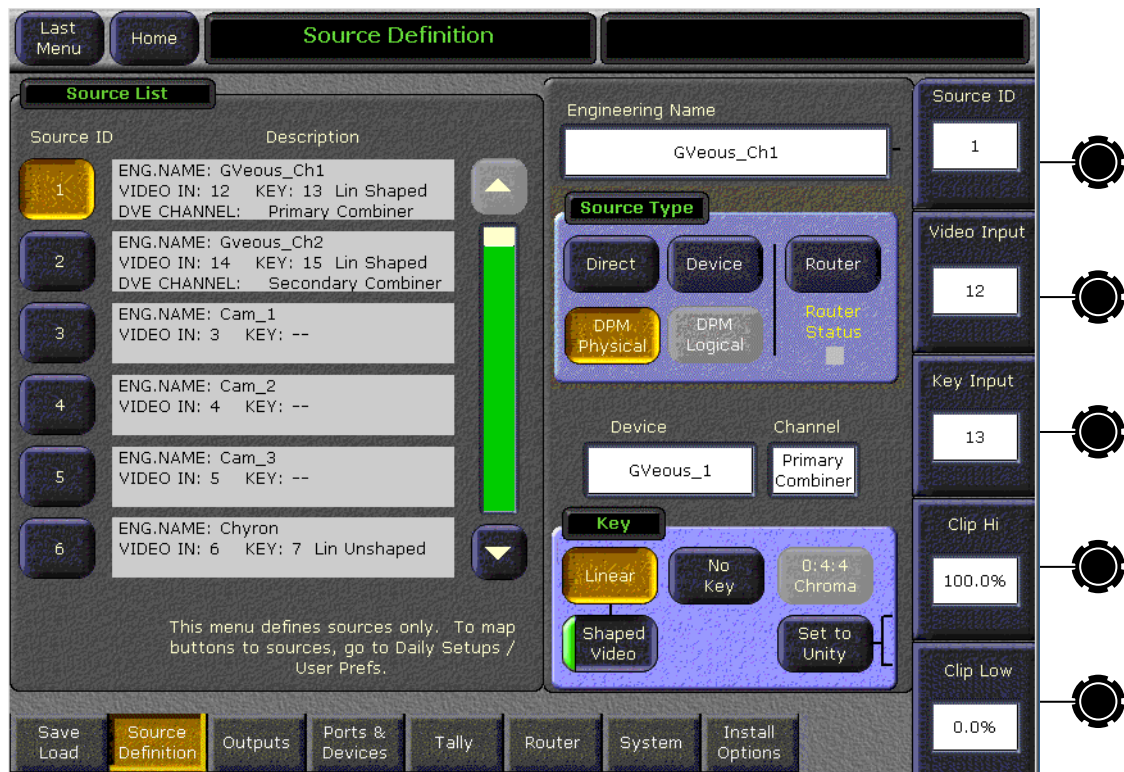 Last
Menu
Home
Source Definition
Source List
Source ID
Description
1
ENG.NAME: GVeous_Ch1
VIDEO IN: 12 KEY: 13 Lin Shaped
DVE CHANNEL: Primary Combiner
2
ENG.NAME: Gveous_Ch2
VIDEO IN: 14 KEY: 15 Lin Shaped
DVE CHANNEL: Secondary Combiner
3
ENG.NAME: Cam_1
VIDEO IN: 3 KEY: --
4
ENG.NAME: Cam_2
VIDEO IN: 4 KEY: --
5
ENG.NAME: Cam_3
VIDEO IN: 5 KEY: --
6
ENG.NAME: Chyron
VIDEO IN: 6 KEY: 7 Lin Unshaped
This menu defines sources only. To map
buttons to sources, go to Daily Setups /
User Prefs.
Engineering Name
GVeous_Ch1
Source Type
Direct
Device
Router
DPM
Physical
DPM
Logical
Router
Status
Device
Channel
GVeous_1
Primary
Combiner
Key
Linear
No
Key
0:4:4
Chroma
Shaped
Video
Set to
Unity
Source ID
1
Video Input
12
Key Input
13
Clip Hi
100.0%
Clip Low
0.0%
Save
Load
Source
Definition
Outputs
Ports &
Devices
Tally
Router
System
Install
Options